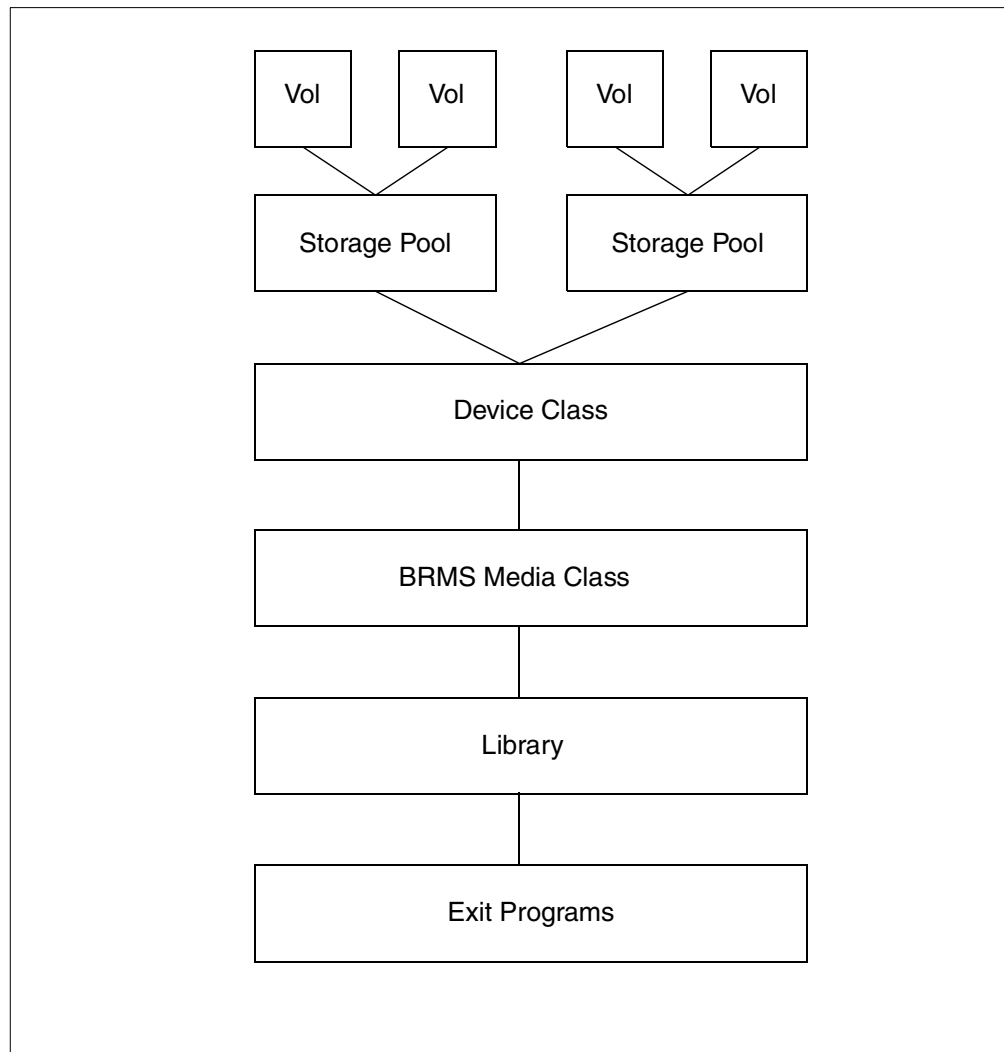 Vol
Vol
Vol
Vol
Storage Pool
Storage Pool
Device Class
BRMS Media Class
Library
Exit Programs